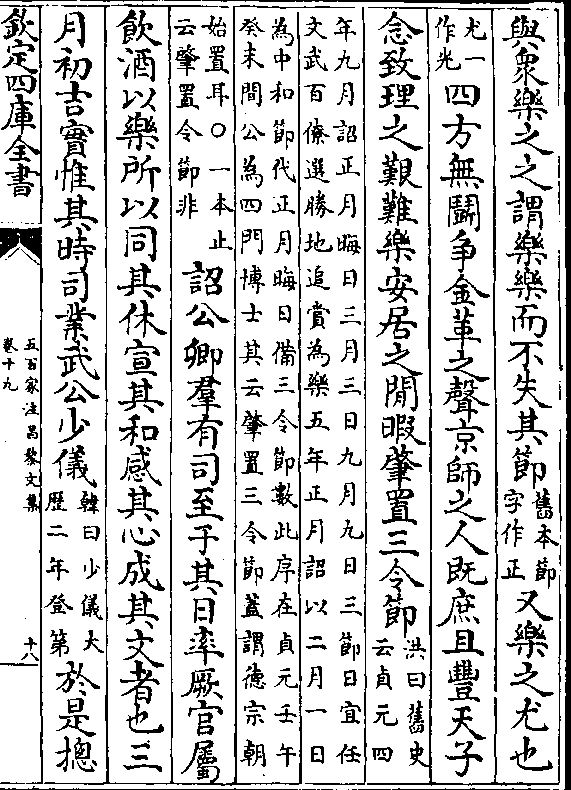 與衆樂之之謂樂樂而不失其節舊本節字作正又樂之尤也
尤一作光四方無鬭爭金革之聲京師之人既庶且豐天子
念致理之艱難樂安居之閒暇肇置三令節洪曰舊史云貞元四
年九月詔正月晦日三月三日九月九日三節日宜任
文武百僚選勝地追賞為樂五年正月詔以二月一日
為中和節代正月晦日備三令節數此序在貞元壬午
癸未間公為四門博士其云肇置三令節蓋謂德宗朝
始置耳○一本止云肇置令節非詔公卿羣有司至于其日率厥官屬
飲酒以樂所以同其休宣其和感其心成其文者也三
月初吉實惟其時司業武公少儀韓曰少儀大歷二年登第於是摠
欽定四庫全書
五百家注昌黎文集
卷十九
十八